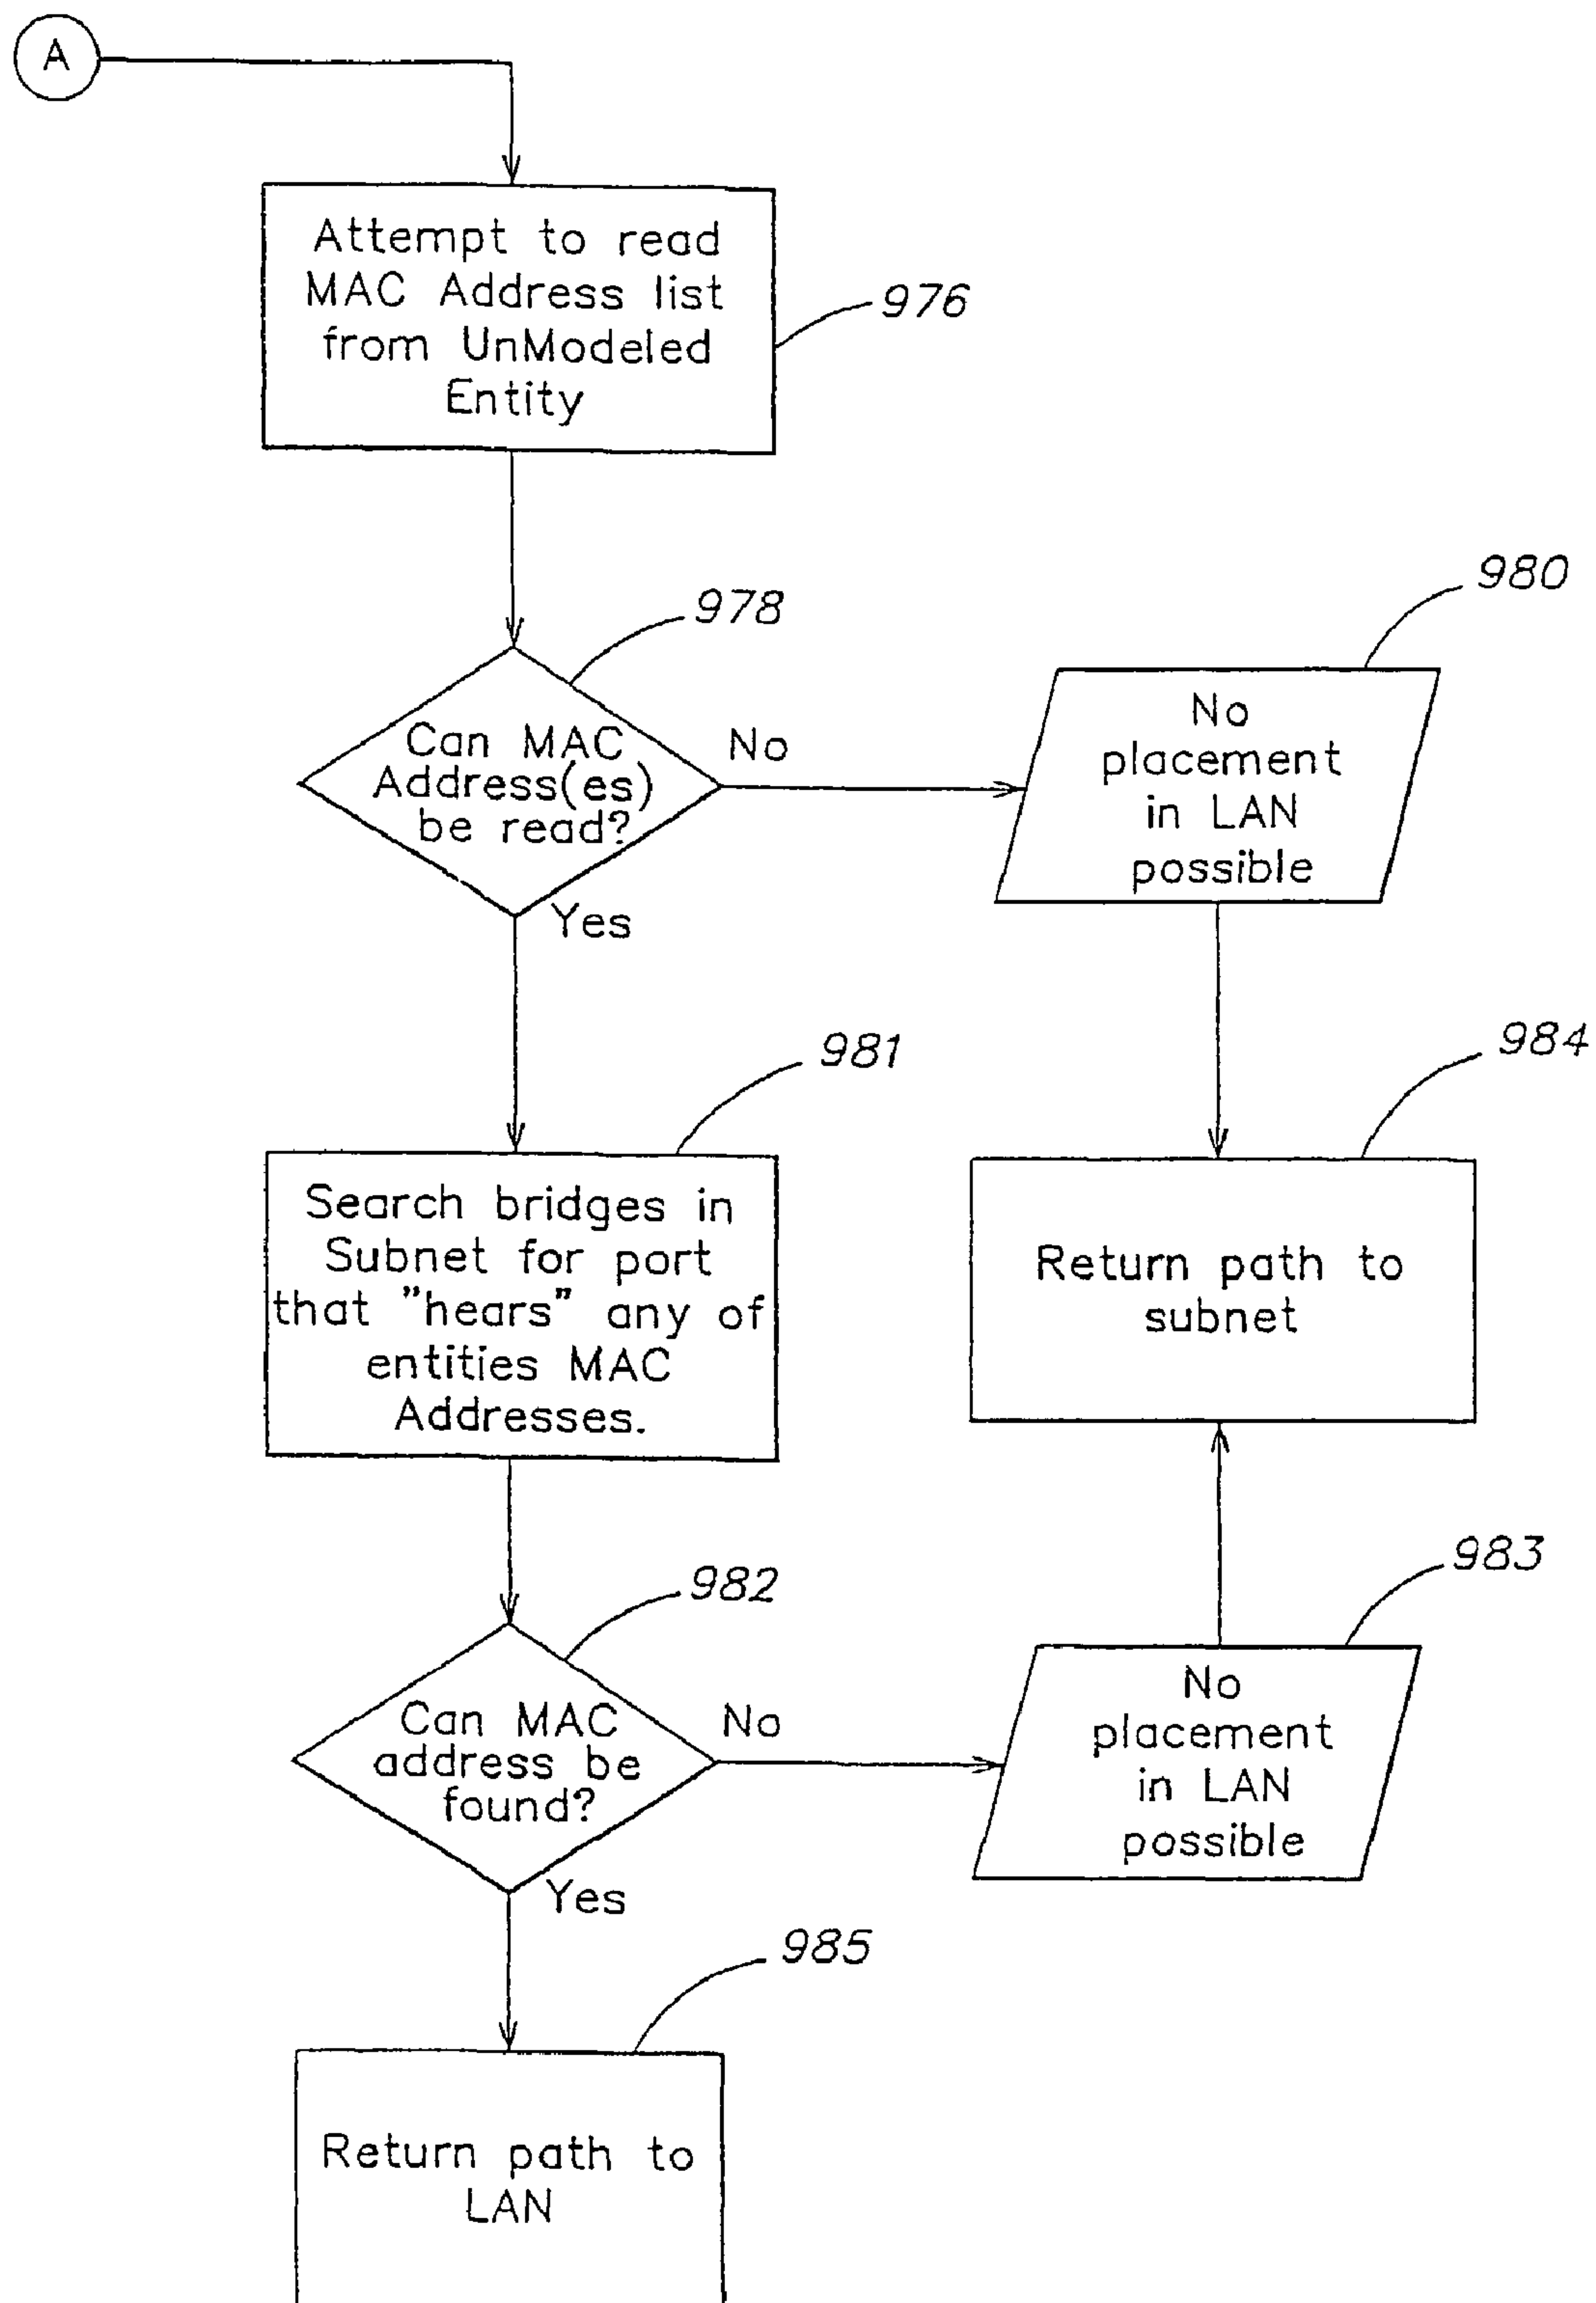 A
Attempt to read
MAC Address list
from UnModeled
Entity
976
978
Can MAC
Address(es)
be read?
No
Yes
980
No
placement
in LAN
possible
981
Search bridges in
Subnet for port
that "hears" any of
entities MAC
Addresses.
984
Return path to
subnet
982
Can MAC
address be
found?
No
Yes
983
No
placement
in LAN
possible
985
Return path to
LAN